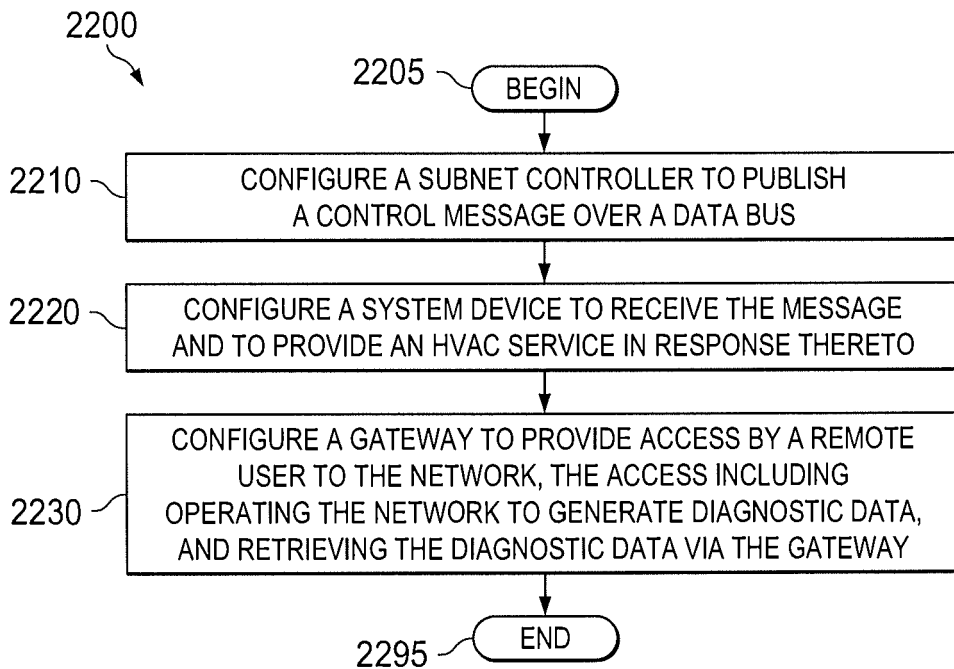 2200
2205 BEGIN
2210 CONFIGURE A SUBNET CONTROLLER TO PUBLISH
A CONTROL MESSAGE OVER A DATA BUS
2220 CONFIGURE A SYSTEM DEVICE TO RECEIVE THE MESSAGE
AND TO PROVIDE AN HVAC SERVICE IN RESPONSE THERETO
CONFIGURE A GATEWAY TO PROVIDE ACCESS BY A REMOTE
USER TO THE NETWORK, THE ACCESS INCLUDING
2230 OPERATING THE NETWORK TO GENERATE DIAGNOSTIC DATA,
AND RETRIEVING THE DIAGNOSTIC DATA VIA THE GATEWAY
2295 END